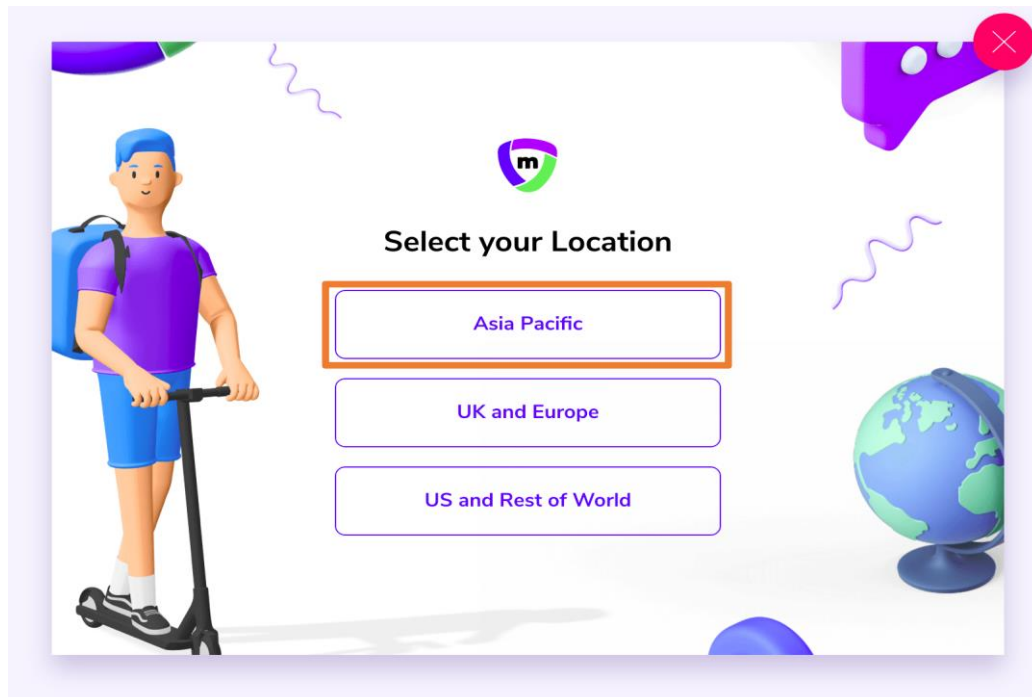 m
Select your Location
Asia Pacific
UK and Europe
US and Rest of World